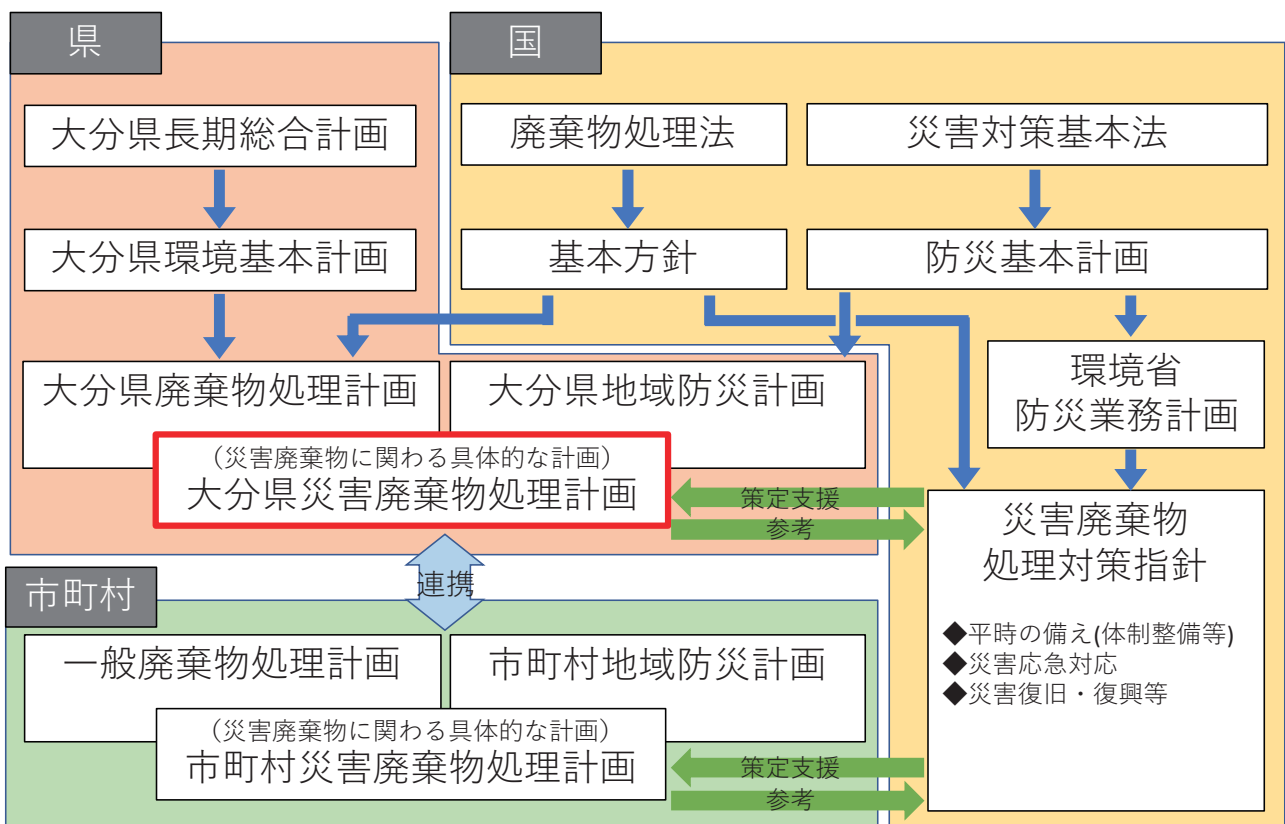 県
大分県長期総合計画
大分県環境基本計画
大分県廃棄物処理計画
大分県地域防災計画
(災害廃棄物に関わる具体的な計画)
大分県災害廃棄物処理計画
国
廃棄物処理法
災害対策基本法
基本方針
防災基本計画
環境省
防災業務計画
策定支援
参考
災害廃棄物
処理対策指針
◆平時の備え(体制整備等)
◆災害応急対応
◆災害復旧・復興等
連携
市町村
一般廃棄物処理計画
市町村地域防災計画
(災害廃棄物に関わる具体的な計画)
市町村災害廃棄物処理計画
策定支援
参考